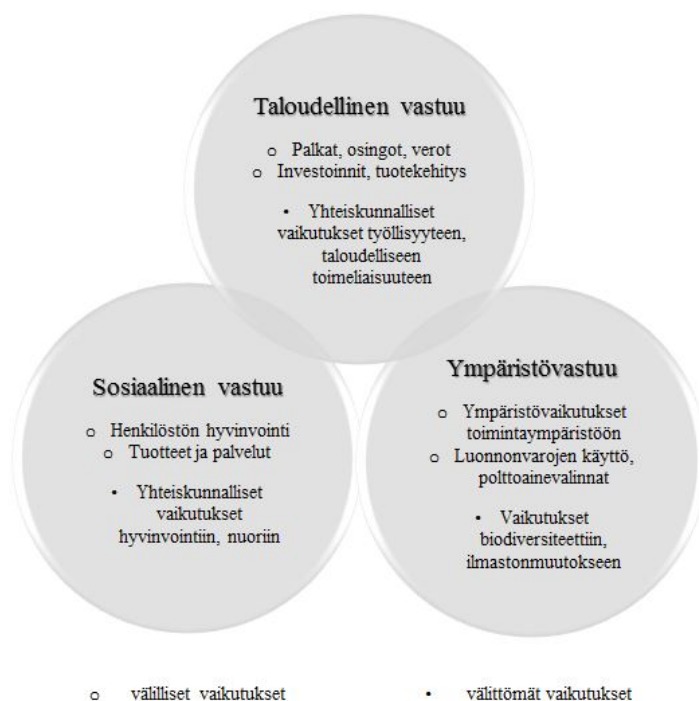 Taloudellinen vastuu
o Palkat, osingot, verot
o Investoinnit, tuotekehitys
• Yhteiskunnalliset
vaikutukset työllisyyteen,
taloudelliseen
toimeliaisuuteen
Sosiaalinen vastuu
o Henkilöstön hyvinvointi
o Tuotteet ja palvelut
• Yhteiskunnalliset
vaikutukset
hyvinvointiin, nuoriin
Ympäristövastuu
o Ympäristövaikutukset
toimintaympäristöön
o Luonnonvarojen käyttö,
polttoainevalinnat
• Vaikutukset
biodiversiteettiin,
ilmastonmuutokseen
o välilliset vaikutukset
• välittömät vaikutukset